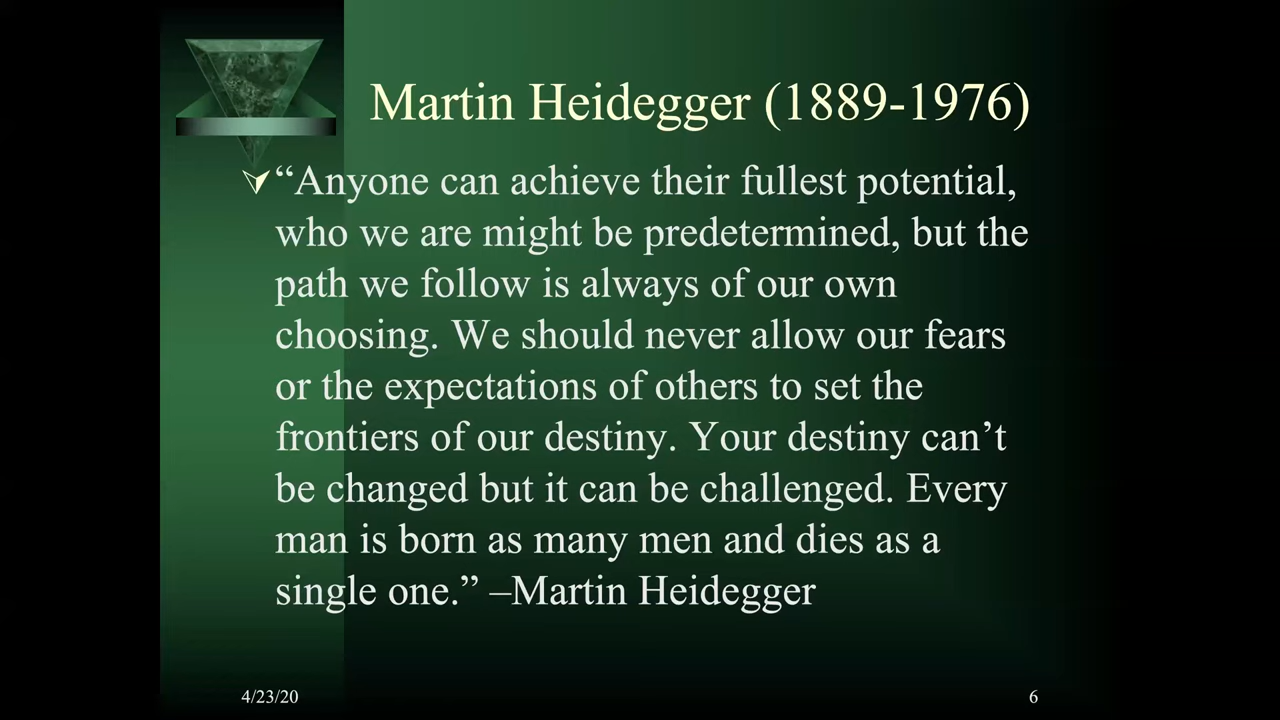 Martin Heidegger (1889-1976)
“Anyone can achieve their fullest potential,
who we are might be predetermined, but the
path we follow is always of our own
choosing. We should never allow our fears
or the expectations of others to set the
frontiers of our destiny. Your destiny can’t
be changed but it can be challenged. Every
man is born as many men and dies as a
single one.” –Martin Heidegger
4/23/20
6